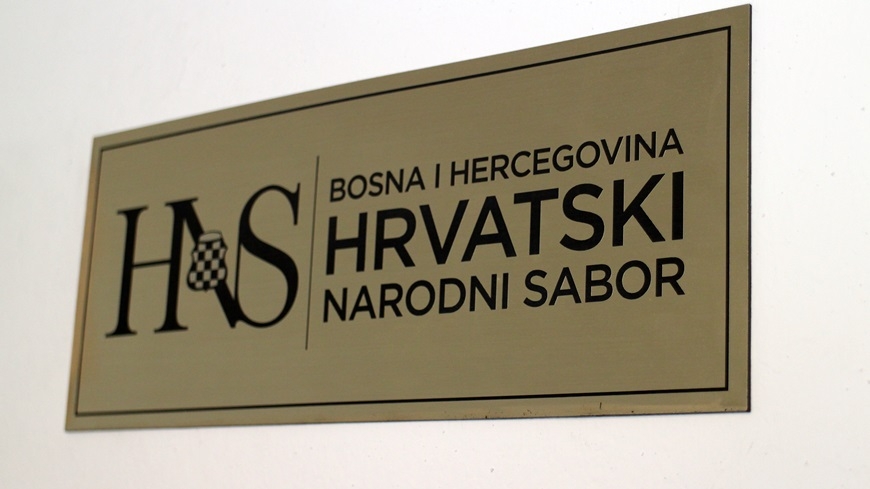 HNS
BOSNA I HERCEGOVINA
HRVATSKI
NARODNI SABOR